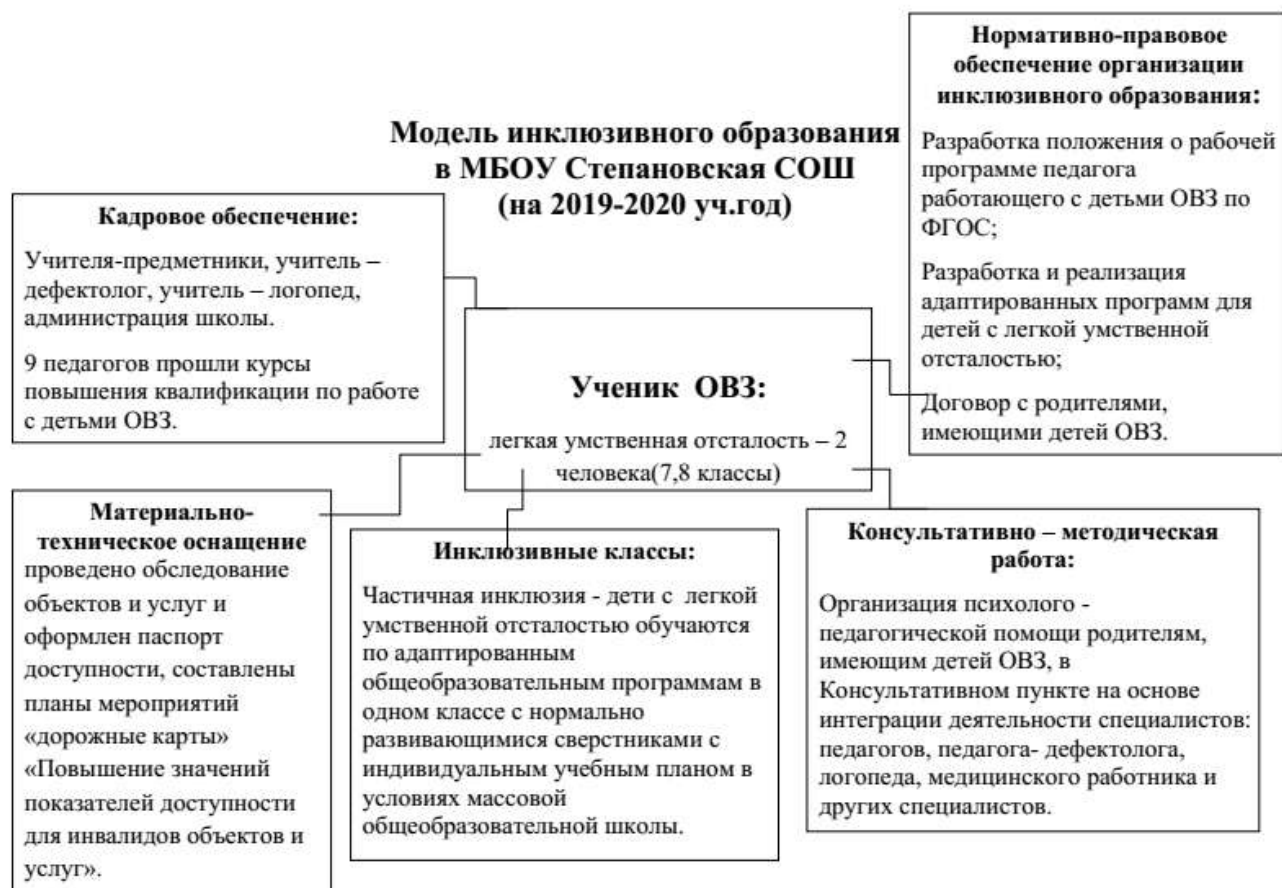 Модель инклюзивного образования
в МБОУ Степановская СОШ
(на 2019-2020 уч.год)
Нормативно-правовое
обеспечение организации
инклюзивного образования:
Разработка положения о рабочей
программе педагога
работающего с детьми ОВЗ по
ФГОС;
Разработка и реализация
адаптированных программ для
детей с легкой умственной
отсталостью;
Договор с родителями,
имеющими детей ОВЗ.
Кадровое обеспечение:
Учителя-предметники, учитель –
дефектолог, учитель – логопед,
администрация школы.
9 педагогов прошли курсы
повышения квалификации по работе
с детьми ОВЗ.
Ученик ОВЗ:
легкая умственная отсталость – 2
человека(7,8 классы)
Материально-
техническое оснащение
проведено обследование
объектов и услуг и
оформлен паспорт
доступности, составлены
планы мероприятий
«дорожные карты»
«Повышение значений
показателей доступности
для инвалидов объектов и
услуг».
Инклюзивные классы:
Частичная инклюзия - дети с легкой
умственной отсталостью обучаются
по адаптированным
общеобразовательным программам в
одном классе с нормально
развивающимися сверстниками с
индивидуальным учебным планом в
условиях массовой
общеобразовательной школы.
Консультативно – методическая
работа:
Организация психолого -
педагогической помощи родителям,
имеющим детей ОВЗ, в
Консультативном пункте на основе
интеграции деятельности специалистов:
педагогов, педагога- дефектолога,
логопеда, медицинского работника и
других специалистов.